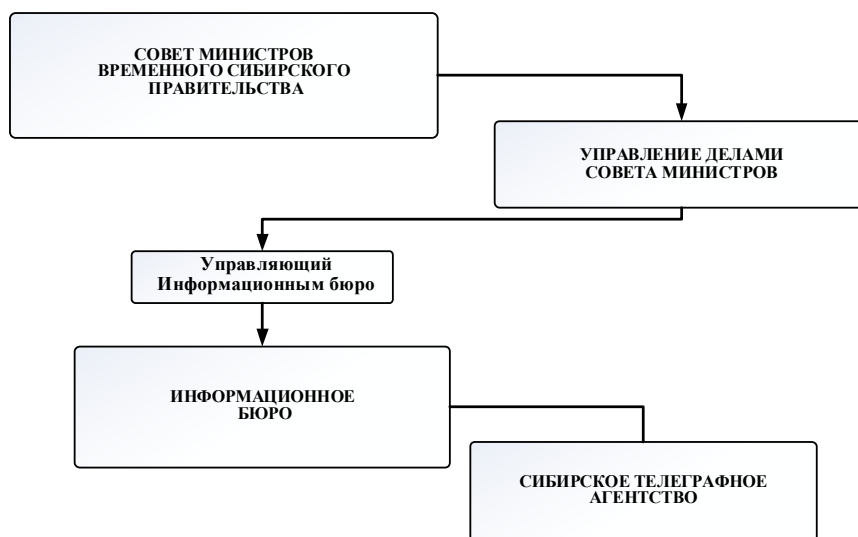 СОВЕТ МИНИСТРОВ
ВРЕМЕННОГО СИБИРСКОГО
ПРАВИТЕЛЬСТВА
УПРАВЛЕНИЕ ДЕЛАМИ
СОВЕТА МИНИСТРОВ
Управляющий
Информационным бюро
ИНФОРМАЦИОННОЕ
БЮРО
СИБИРСКОЕ ТЕЛЕГРАФНОЕ
АГЕНТСТВО